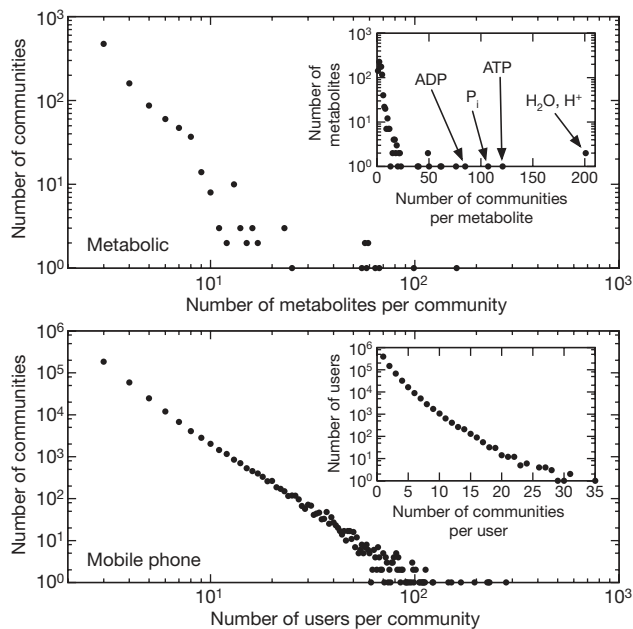 10³
10²
10¹
10⁰
Number of communities
Metabolic
10¹
10²
10³
Number of metabolites per community
10³
10²
10¹
10⁰
Number of
metabolites
ADP
Pᵢ
ATP
H₂O, H⁺
0
50
100
150
200
Number of communities
per metabolite
10⁶
10⁵
10⁴
10³
10²
10¹
10⁰
Number of communities
Mobile phone
10¹
10²
10³
Number of users per community
10⁶
10⁵
10⁴
10³
10²
10¹
10⁰
Number of users
0
5
10
15
20
25
30
35
Number of communities
per user